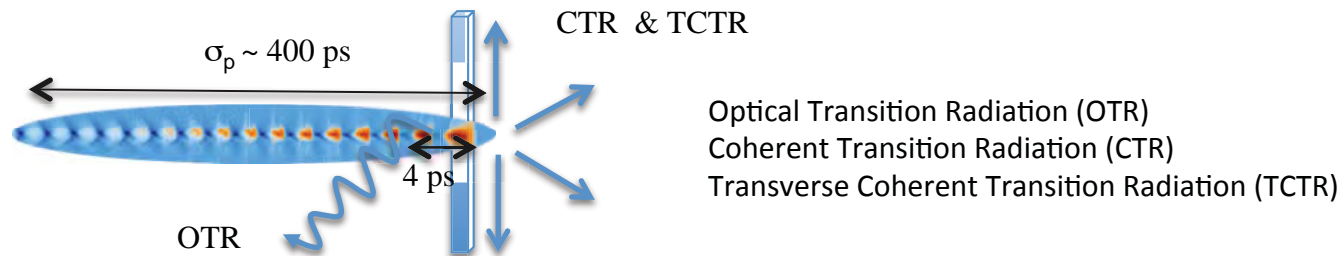 CTR & TCTR
σp ~ 400 ps
Optical Transition Radiation (OTR)
Coherent Transition Radiation (CTR)
4 ps
Transverse Coherent Transition Radiation (TCTR)
OTR